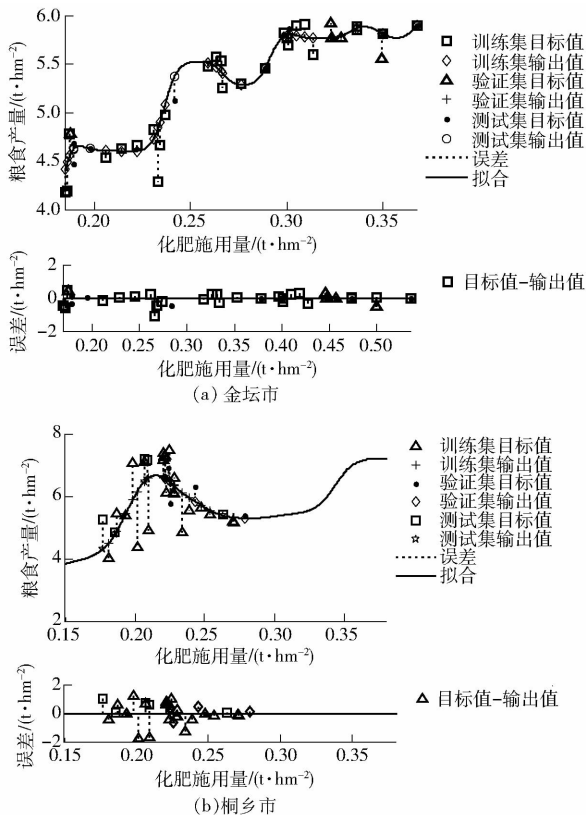 6.0
5.5
5.0
4.5
4.0
粮食产量/(t·hm⁻²)
0.20 0.25 0.30 0.35
化肥施用量/(t·hm⁻²)
训练集目标值
训练集输出值
验证集目标值
验证集输出值
测试集目标值
测试集输出值
误差
拟合
2
0
−2
误差/(t·hm⁻²)
0.20 0.25 0.30 0.35 0.40 0.45 0.50
化肥施用量/(t·hm⁻²)
目标值-输出值
(a) 金坛市
8
6
4
2
粮食产量/(t·hm⁻²)
0.15 0.20 0.25 0.30 0.35
化肥施用量/(t·hm⁻²)
训练集目标值
训练集输出值
验证集目标值
验证集输出值
测试集目标值
测试集输出值
误差
拟合
2
0
−2
误差/(t·hm⁻²)
0.15 0.20 0.25 0.30 0.35
化肥施用量/(t·hm⁻²)
目标值-输出值
(b)桐乡市